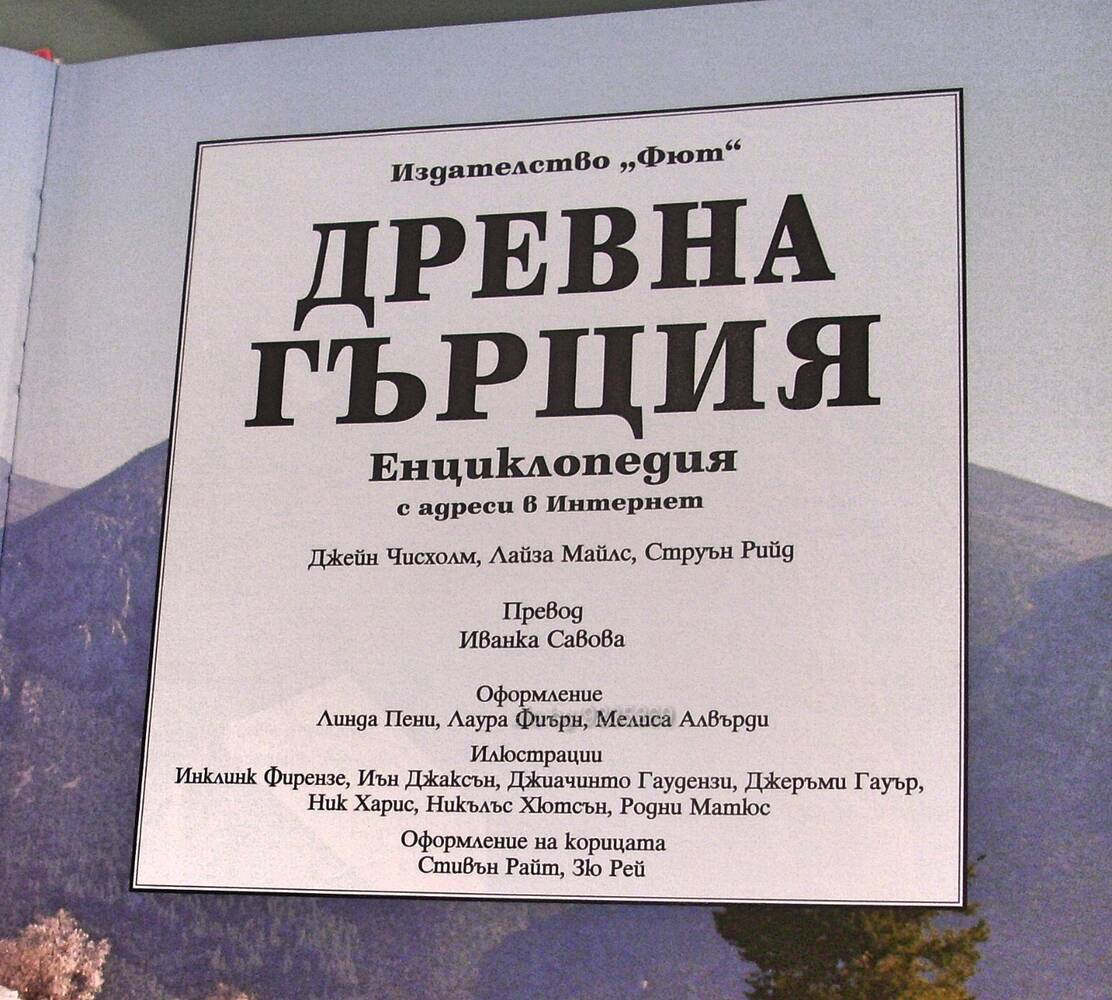 Издателство „Фют“
ДРЕВНА
ГЪРЦИЯ
Енциклопедия
с адреси в Интернет
Джейн Чисхолм, Лайза Майлс, Струън Рийд
Превод
Иванка Савова
Оформление
Линда Пени, Лаура Фиърн, Мелиса Алвърди
Илюстрации
Инклинк Фирензе, Иън Джаксън, Джиачинто Гаудензи, Джеръми Гауър,
Ник Харис, Никълъс Хютсън, Родни Матюс
Оформление на корицата
Стивън Райт, Зю Рей